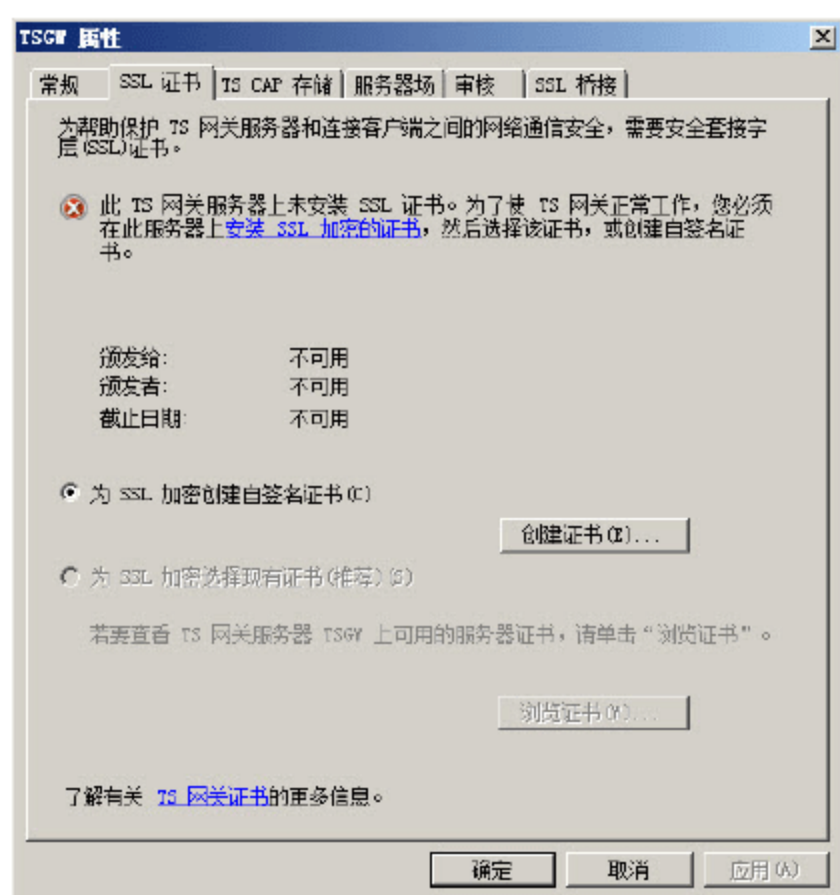 TSGW 属性
常规
SSL 证书
TS CAP 存储
服务器场
审核
SSL 桥接
为帮助保护 TS 网关服务器和连接客户端之间的网络通信安全，需要安全套接字
层(SSL)证书。
此 TS 网关服务器上未安装 SSL 证书。为了使 TS 网关正常工作，您必须
在此服务器上安装 SSL 加密的证书，然后选择该证书，或创建自签名证
书。
颁发给: 不可用
颁发者: 不可用
截止日期: 不可用
为 SSL 加密创建自签名证书(C)
创建证书(E)...
为 SSL 加密选择现有证书(推荐)(S)
若要查看 TS 网关服务器 TSGW 上可用的服务器证书，请单击“浏览证书”。
浏览证书(W)...
了解有关 TS 网关证书的更多信息。
确定
取消
应用(A)